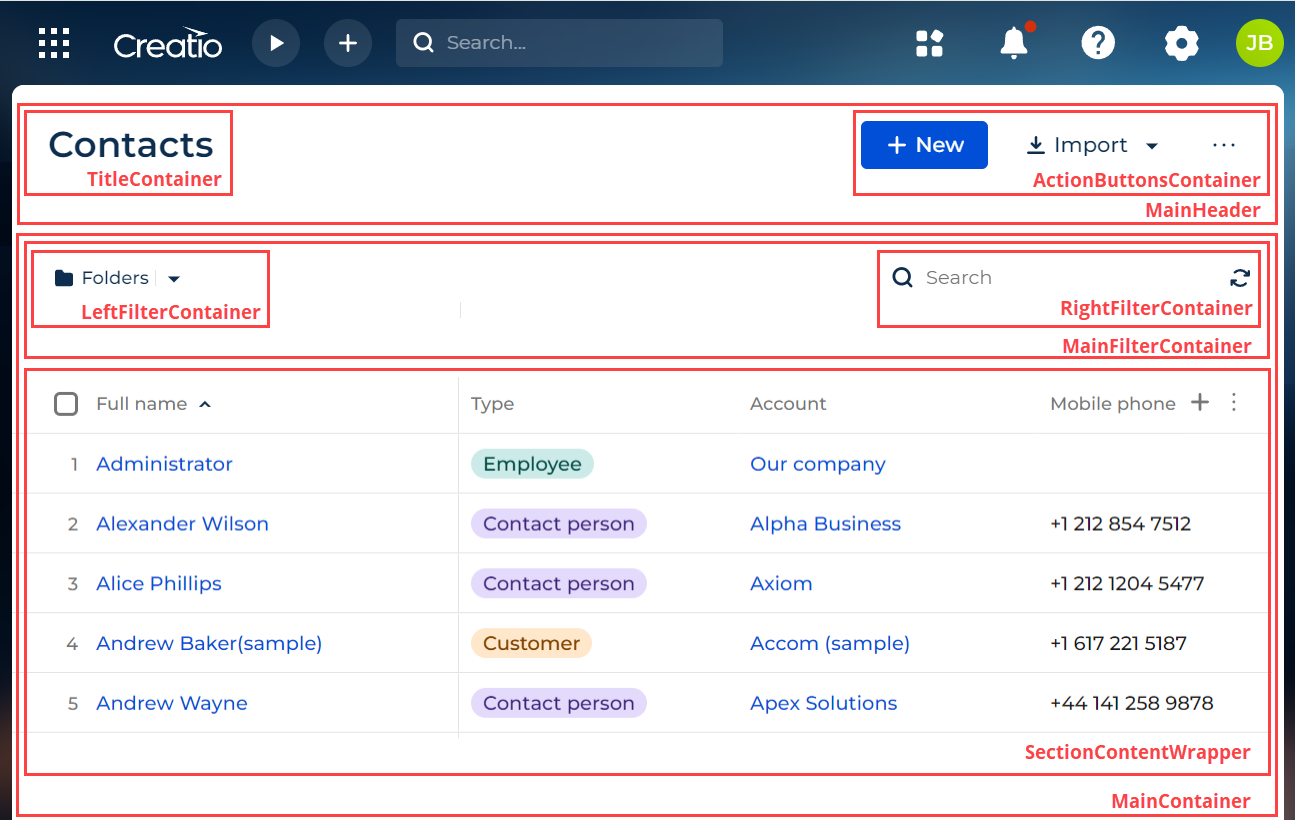 Creatio Search... JB
Contacts + New Import ...
TitleContainer ActionButtonsContainer
MainHeader
Folders Search
LeftFilterContainer RightFilterContainer
MainFilterContainer
Full name Type Account Mobile phone +
1 Administrator Employee Our company
2 Alexander Wilson Contact person Alpha Business +1 212 854 7512
3 Alice Phillips Contact person Axiom +1 212 1204 5477
4 Andrew Baker(sample) Customer Accom (sample) +1 617 221 5187
5 Andrew Wayne Contact person Apex Solutions +44 141 258 9878
SectionContentWrapper
MainContainer